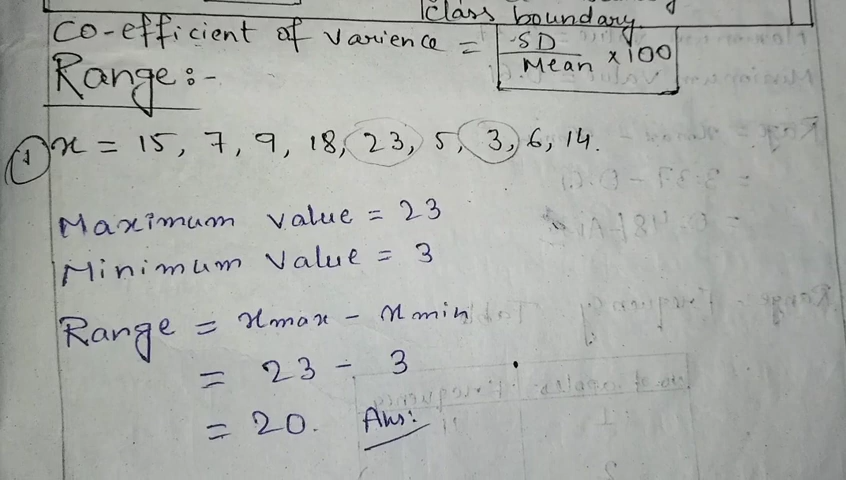 class boundary
Co-efficient of varience = SD
Mean × 100
Range :-
1 x = 15, 7, 9, 18, 23, 5, 3, 6, 14.
Maximum value = 23
Minimum value = 3
Range = xmax - xmin
= 23 - 3
= 20. Ans: